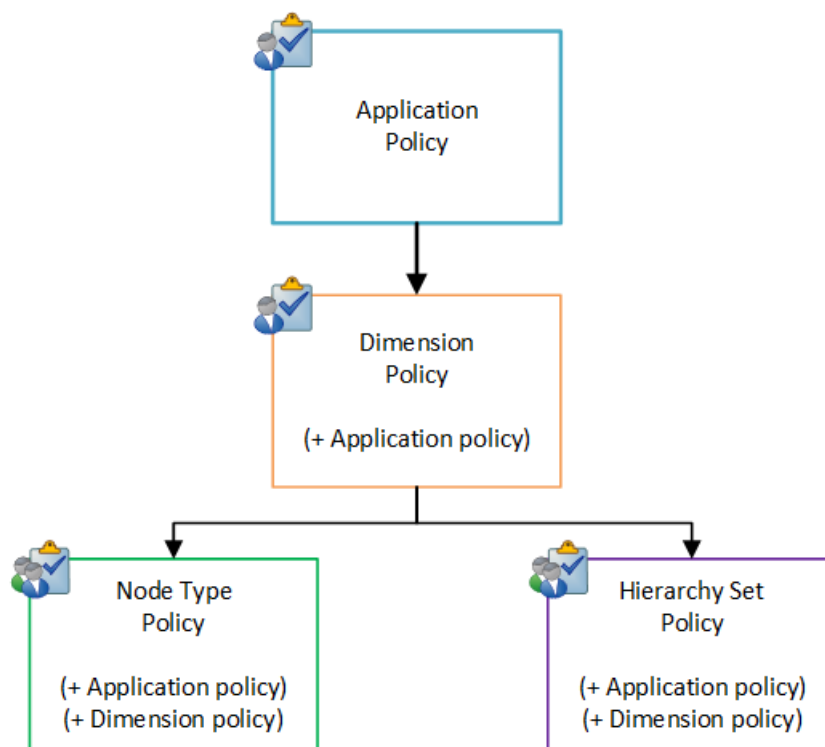 Application
Policy
Dimension
Policy
(+ Application policy)
Node Type
Policy
(+ Application policy)
(+ Dimension policy)
Hierarchy Set
Policy
(+ Application policy)
(+ Dimension policy)